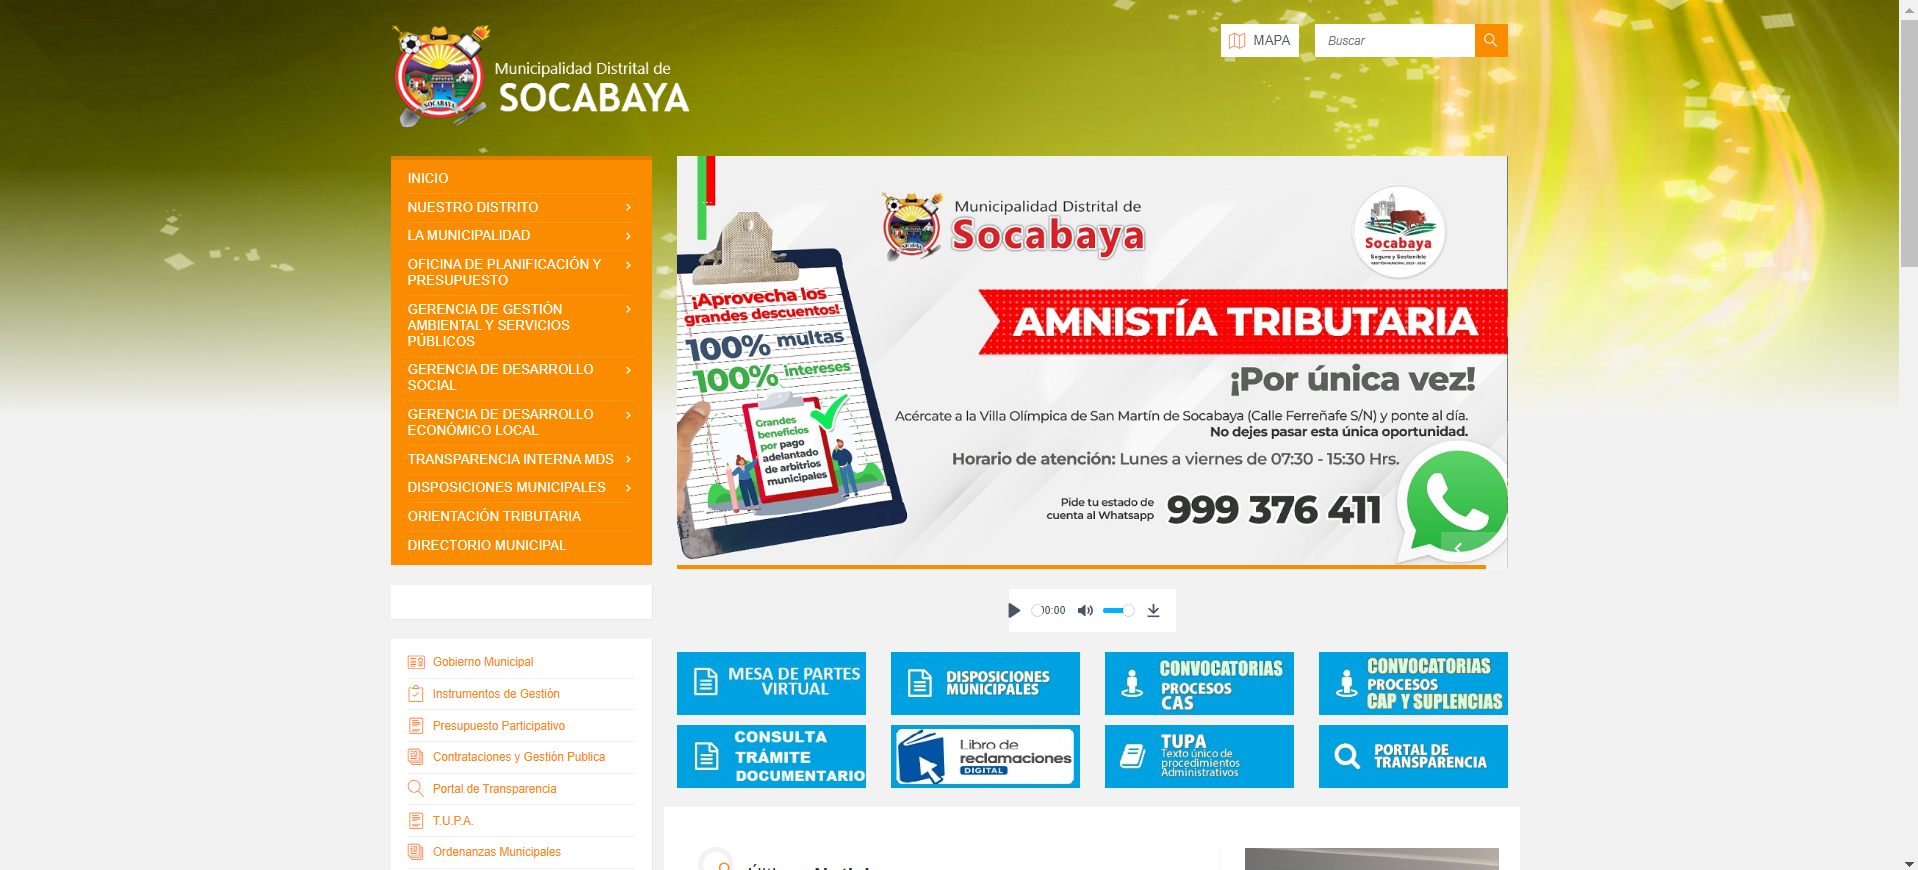 MAPA
Buscar
Municipalidad Distrital de
SOCABAYA
SOCABAYA
INICIO
NUESTRO DISTRITO
LA MUNICIPALIDAD
OFICINA DE PLANIFICACIÓN Y
PRESUPUESTO
GERENCIA DE GESTIÓN
AMBIENTAL Y SERVICIOS
PÚBLICOS
GERENCIA DE DESARROLLO
SOCIAL
GERENCIA DE DESARROLLO
ECONÓMICO LOCAL
TRANSPARENCIA INTERNA MDS
DISPOSICIONES MUNICIPALES
ORIENTACIÓN TRIBUTARIA
DIRECTORIO MUNICIPAL
Municipalidad Distrital de
Socabaya
Socabaya
Segura y Sostenible
¡Aprovecha los
grandes descuentos!
100% multas
100% intereses
Grandes
beneficios
por pago
adelantado
de arbitrios
municipales
AMNISTÍA TRIBUTARIA
¡Por única vez!
Acércate a la Villa Olímpica de San Martín de Socabaya (Calle Ferreñafe S/N) y ponte al día.
No dejes pasar esta única oportunidad.
Horario de atención: Lunes a viernes de 07:30 - 15:30 Hrs.
Pide tu estado de
cuenta al Whatsapp
999 376 411
00:00
MESA DE PARTES
VIRTUAL
DISPOSICIONES
MUNICIPALES
CONVOCATORIAS
PROCESOS
CAS
CONVOCATORIAS
PROCESOS
CAP Y SUPLENCIAS
CONSULTA
TRÁMITE
DOCUMENTARIO
Libro de
reclamaciones
DIGITAL
TUPA
Texto único de
procedimientos
Administrativos
PORTAL DE
TRANSPARENCIA
Gobierno Municipal
Instrumentos de Gestión
Presupuesto Participativo
Contrataciones y Gestión Publica
Portal de Transparencia
T.U.P.A.
Ordenanzas Municipales